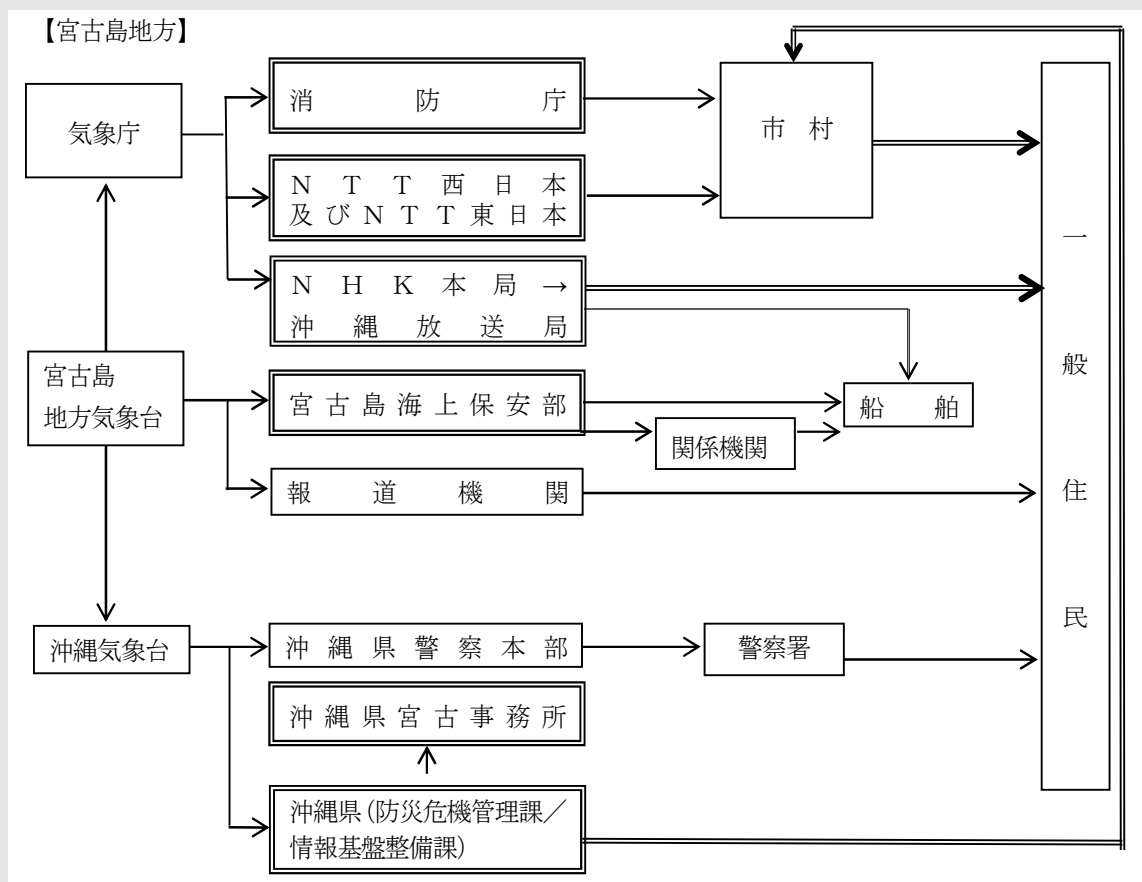 【宮古島地方】
気象庁
消防庁
市村
NTT西日本
及びNTT東日本
NHK本局→
沖縄放送局
宮古島
地方気象台
宮古島海上保安部
船舶
関係機関
報道機関
一般住民
沖縄気象台
沖縄県警察本部
警察署
沖縄県宮古事務所
沖縄県(防災危機管理課／
情報基盤整備課)